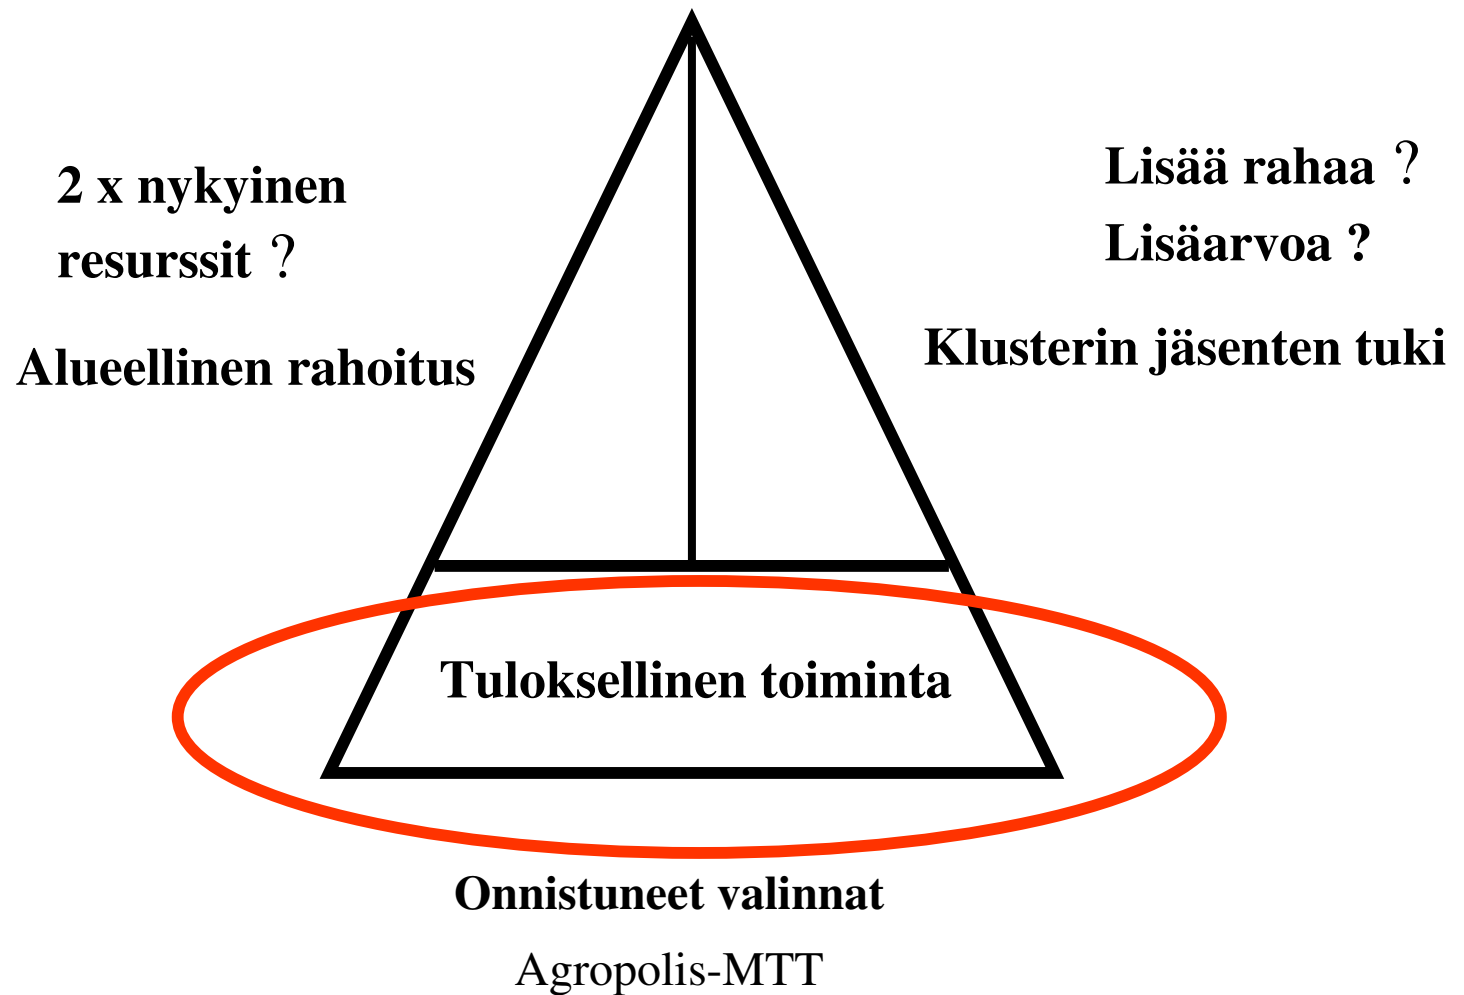 2 x nykyinen
resurssit ?
Alueellinen rahoitus
Lisää rahaa ?
Lisäarvoa ?
Klusterin jäsenten tuki
Tuloksellinen toiminta
Onnistuneet valinnat
Agropolis-MTT